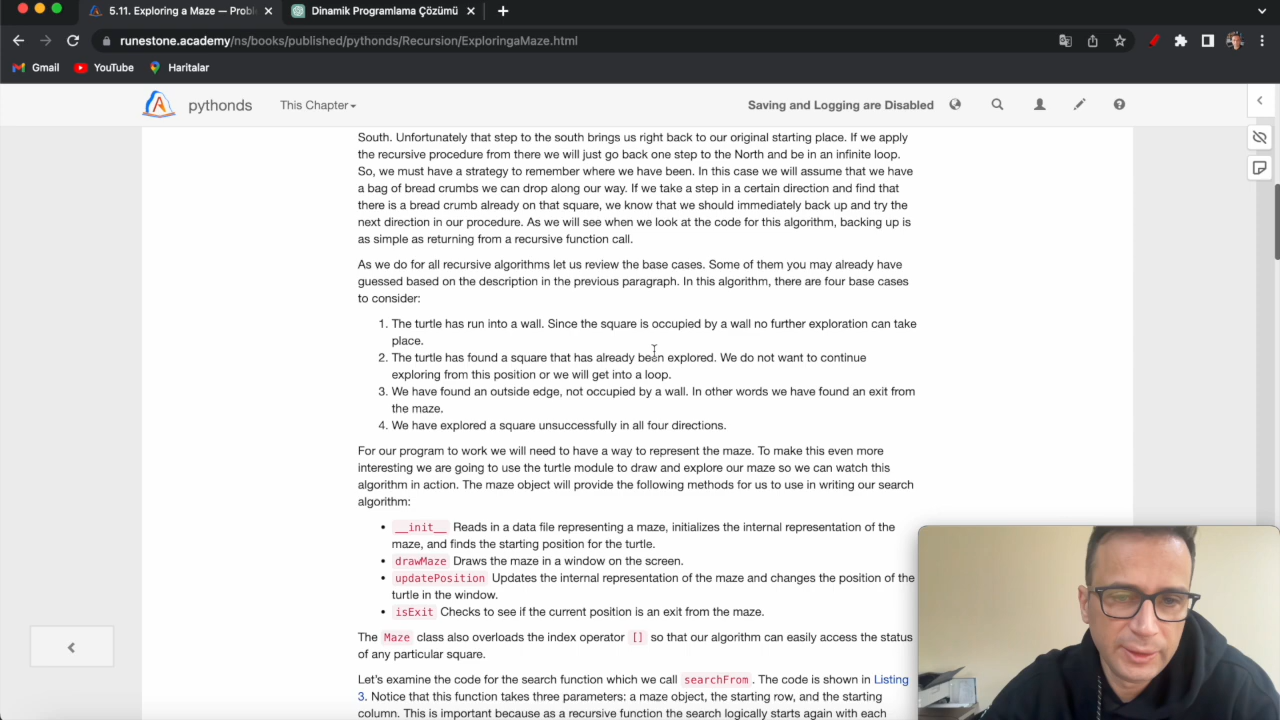 5.11. Exploring a Maze — Proble
Dinamik Programlama Çözümü
runestone.academy/ns/books/published/pythonds/Recursion/ExploringaMaze.html
Gmail YouTube Haritalar
pythonds This Chapter Saving and Logging are Disabled
South. Unfortunately that step to the south brings us right back to our original starting place. If we apply
the recursive procedure from there we will just go back one step to the North and be in an infinite loop.
So, we must have a strategy to remember where we have been. In this case we will assume that we have
a bag of bread crumbs we can drop along our way. If we take a step in a certain direction and find that
there is a bread crumb already on that square, we know that we should immediately back up and try the
next direction in our procedure. As we will see when we look at the code for this algorithm, backing up is
as simple as returning from a recursive function call.
As we do for all recursive algorithms let us review the base cases. Some of them you may already have
guessed based on the description in the previous paragraph. In this algorithm, there are four base cases
to consider:
1. The turtle has run into a wall. Since the square is occupied by a wall no further exploration can take
place.
2. The turtle has found a square that has already been explored. We do not want to continue
exploring from this position or we will get into a loop.
3. We have found an outside edge, not occupied by a wall. In other words we have found an exit from
the maze.
4. We have explored a square unsuccessfully in all four directions.
For our program to work we will need to have a way to represent the maze. To make this even more
interesting we are going to use the turtle module to draw and explore our maze so we can watch this
algorithm in action. The maze object will provide the following methods for us to use in writing our search
algorithm:
• __init__ Reads in a data file representing a maze, initializes the internal representation of the
maze, and finds the starting position for the turtle.
• drawMaze Draws the maze in a window on the screen.
• updatePosition Updates the internal representation of the maze and changes the position of the
turtle in the window.
• isExit Checks to see if the current position is an exit from the maze.
The Maze class also overloads the index operator [] so that our algorithm can easily access the status
of any particular square.
Let's examine the code for the search function which we call searchFrom. The code is shown in Listing
3. Notice that this function takes three parameters: a maze object, the starting row, and the starting
column. This is important because as a recursive function the search logically starts again with each